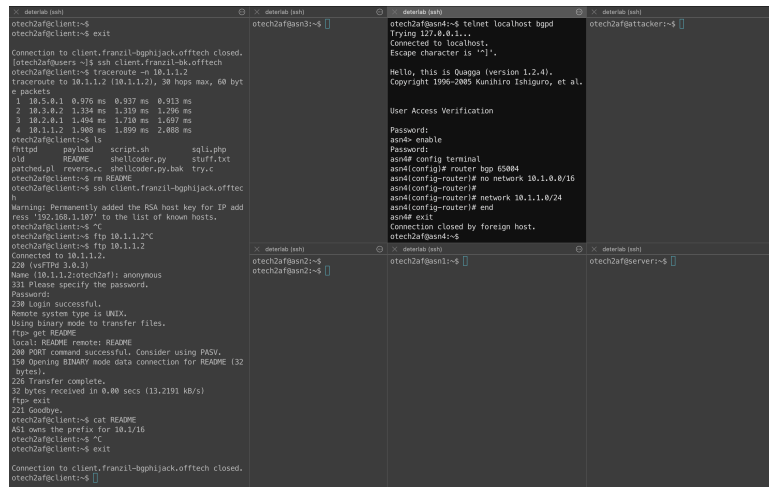 deterlab (ssh)
otech2af@client:~$
otech2af@client:~$ exit
Connection to client.franzil-bgphijack.offtech closed.
[otech2af@users ~]$ ssh client.franzil-bk.offtech
otech2af@client:~$ traceroute -n 10.1.1.2
traceroute to 10.1.1.2 (10.1.1.2), 30 hops max, 60 byt
e packets
1 10.5.0.1 0.976 ms 0.937 ms 0.913 ms
2 10.3.0.2 1.334 ms 1.319 ms 1.296 ms
3 10.2.0.1 1.494 ms 1.710 ms 1.697 ms
4 10.1.1.2 1.908 ms 1.899 ms 2.088 ms
otech2af@client:~$ ls
fhttpd payload script.sh sqli.php
old README shellcoder.py stuff.txt
patched.pl reverse.c shellcoder.py.bak try.c
otech2af@client:~$ rm README
otech2af@client:~$ ssh client.franzil-bgphijack.offtec
h
Warning: Permanently added the RSA host key for IP add
ress '192.168.1.107' to the list of known hosts.
otech2af@client:~$ ^C
otech2af@client:~$ ftp 10.1.1.2^C
otech2af@client:~$ ftp 10.1.1.2
Connected to 10.1.1.2.
220 (vsFTPd 3.0.3)
Name (10.1.1.2:otech2af): anonymous
331 Please specify the password.
Password:
230 Login successful.
Remote system type is UNIX.
Using binary mode to transfer files.
ftp> get README
local: README remote: README
200 PORT command successful. Consider using PASV.
150 Opening BINARY mode data connection for README (32
bytes).
226 Transfer complete.
32 bytes received in 0.00 secs (13.2191 kB/s)
ftp> exit
221 Goodbye.
otech2af@client:~$ cat README
AS1 owns the prefix for 10.1/16
otech2af@client:~$ ^C
otech2af@client:~$ exit
Connection to client.franzil-bgphijack.offtech closed.
otech2af@client:~$
deterlab (ssh)
otech2af@asn3:~$
deterlab (ssh)
otech2af@asn4:~$ telnet localhost bgpd
Trying 127.0.0.1...
Connected to localhost.
Escape character is '^]'.
Hello, this is Quagga (version 1.2.4).
Copyright 1996-2005 Kunihiro Ishiguro, et al.
User Access Verification
Password:
asn4> enable
Password:
asn4# config terminal
asn4(config)# router bgp 65004
asn4(config-router)# no network 10.1.0.0/16
asn4(config-router)#
asn4(config-router)# network 10.1.1.0/24
asn4(config-router)# end
asn4# exit
Connection closed by foreign host.
otech2af@asn4:~$
deterlab (ssh)
otech2af@attacker:~$
deterlab (ssh)
otech2af@asn2:~$
otech2af@asn2:~$
deterlab (ssh)
otech2af@asn1:~$
deterlab (ssh)
otech2af@server:~$